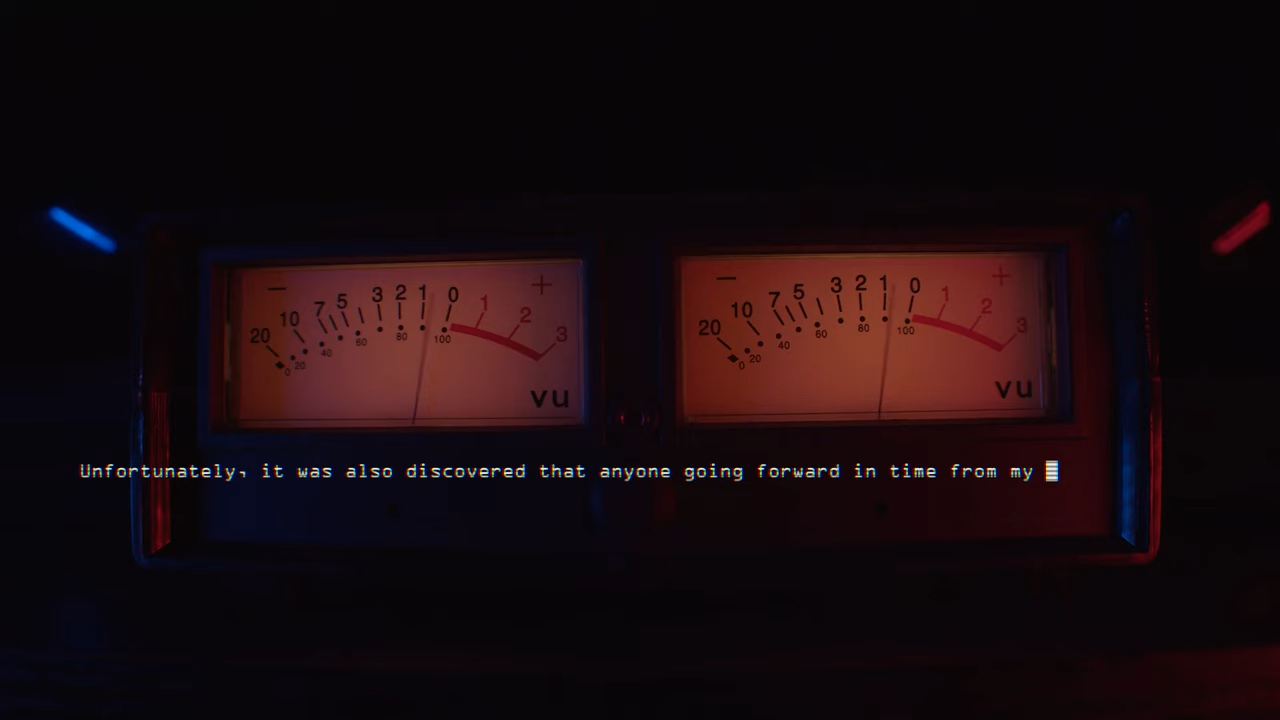 − +
20 10 7 5 3 2 1 0 1 2 3
0 20 40 60 80 100
vu
− +
20 10 7 5 3 2 1 0 1 2 3
0 20 40 60 80 100
vu
Unfortunately, it was also discovered that anyone going forward in time from my